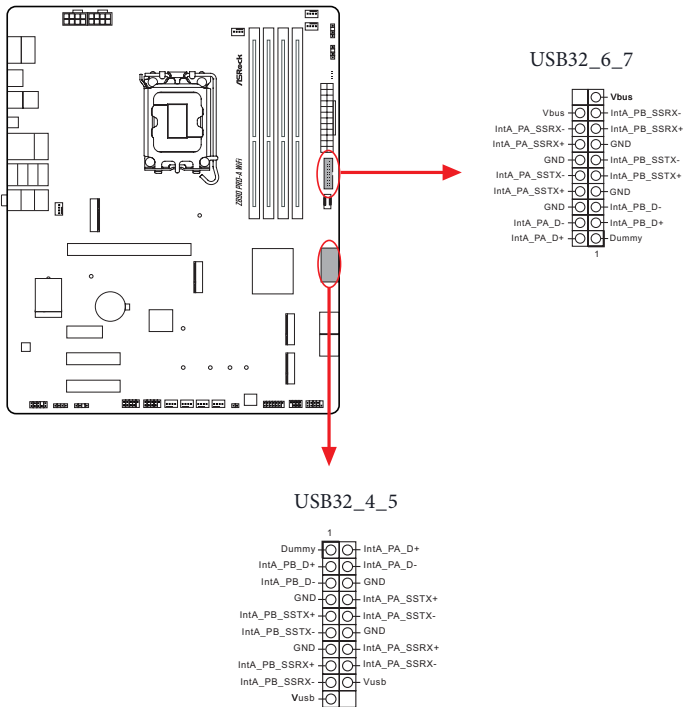 ASRock
Z890 PRO-A WiFi
USB32_6_7
Vbus
Vbus IntA_PB_SSRX-
IntA_PA_SSRX- IntA_PB_SSRX+
IntA_PA_SSRX+ GND
GND IntA_PB_SSTX-
IntA_PA_SSTX- IntA_PB_SSTX+
IntA_PA_SSTX+ GND
GND IntA_PB_D-
IntA_PA_D- IntA_PB_D+
IntA_PA_D+ Dummy
1
USB32_4_5
1
Dummy IntA_PA_D+
IntA_PB_D+ IntA_PA_D-
IntA_PB_D- GND
GND IntA_PA_SSTX+
IntA_PB_SSTX+ IntA_PA_SSTX-
IntA_PB_SSTX- GND
GND IntA_PA_SSRX+
IntA_PB_SSRX+ IntA_PA_SSRX-
IntA_PB_SSRX- Vusb
Vusb